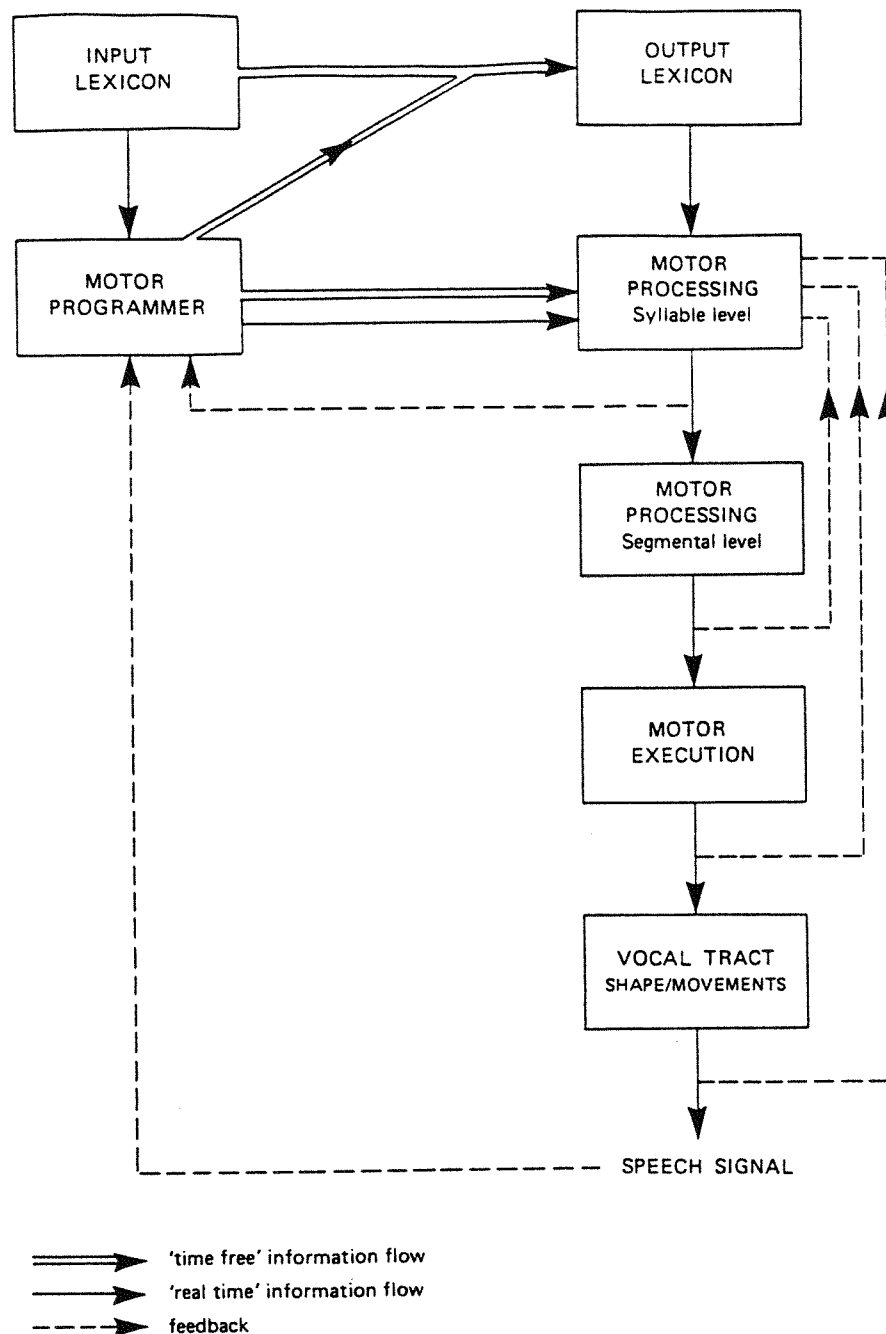 INPUT
LEXICON
OUTPUT
LEXICON
MOTOR
PROGRAMMER
MOTOR
PROCESSING
Syllable level
MOTOR
PROCESSING
Segmental level
MOTOR
EXECUTION
VOCAL TRACT
SHAPE/MOVEMENTS
SPEECH SIGNAL
'time free' information flow
'real time' information flow
feedback